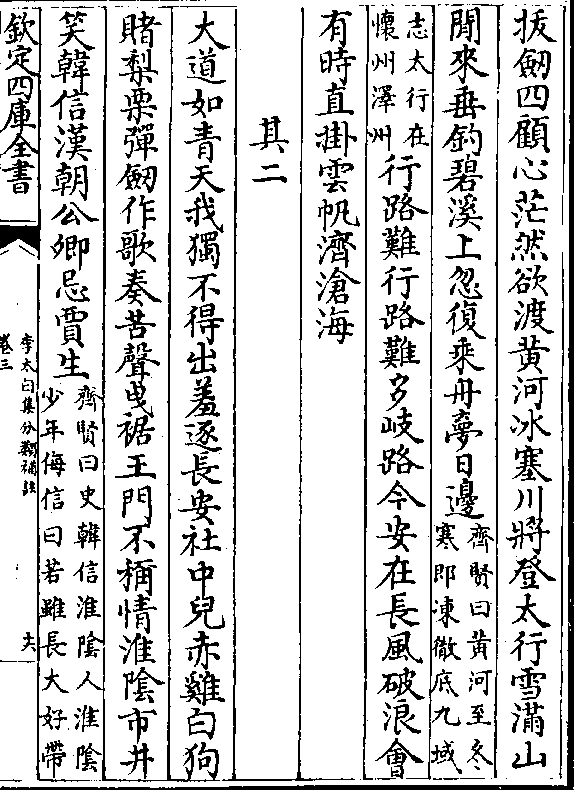 拔劒四顧心茫然欲渡黄河冰塞川將登太行雪滿山
閒來垂釣碧溪上忽復乗舟夢日邊齊賢曰黄河至冬
寒即凍徹底九域
志太行在
懷州澤州行路難行路難多岐路今安在長風破浪會
有時直掛雲帆濟滄海
其二
大道如青天我獨不得出羞逐長安社中兒赤雞白狗
賭梨栗彈劒作歌奏苦聲曵裾王門不稱情淮陰市井
笑韓信漢朝公卿忌賈生齊賢曰史韓信淮陰人淮陰
少年侮信曰若雖長大好帶
欽定四庫全書
李太白集分類補註
卷三
六